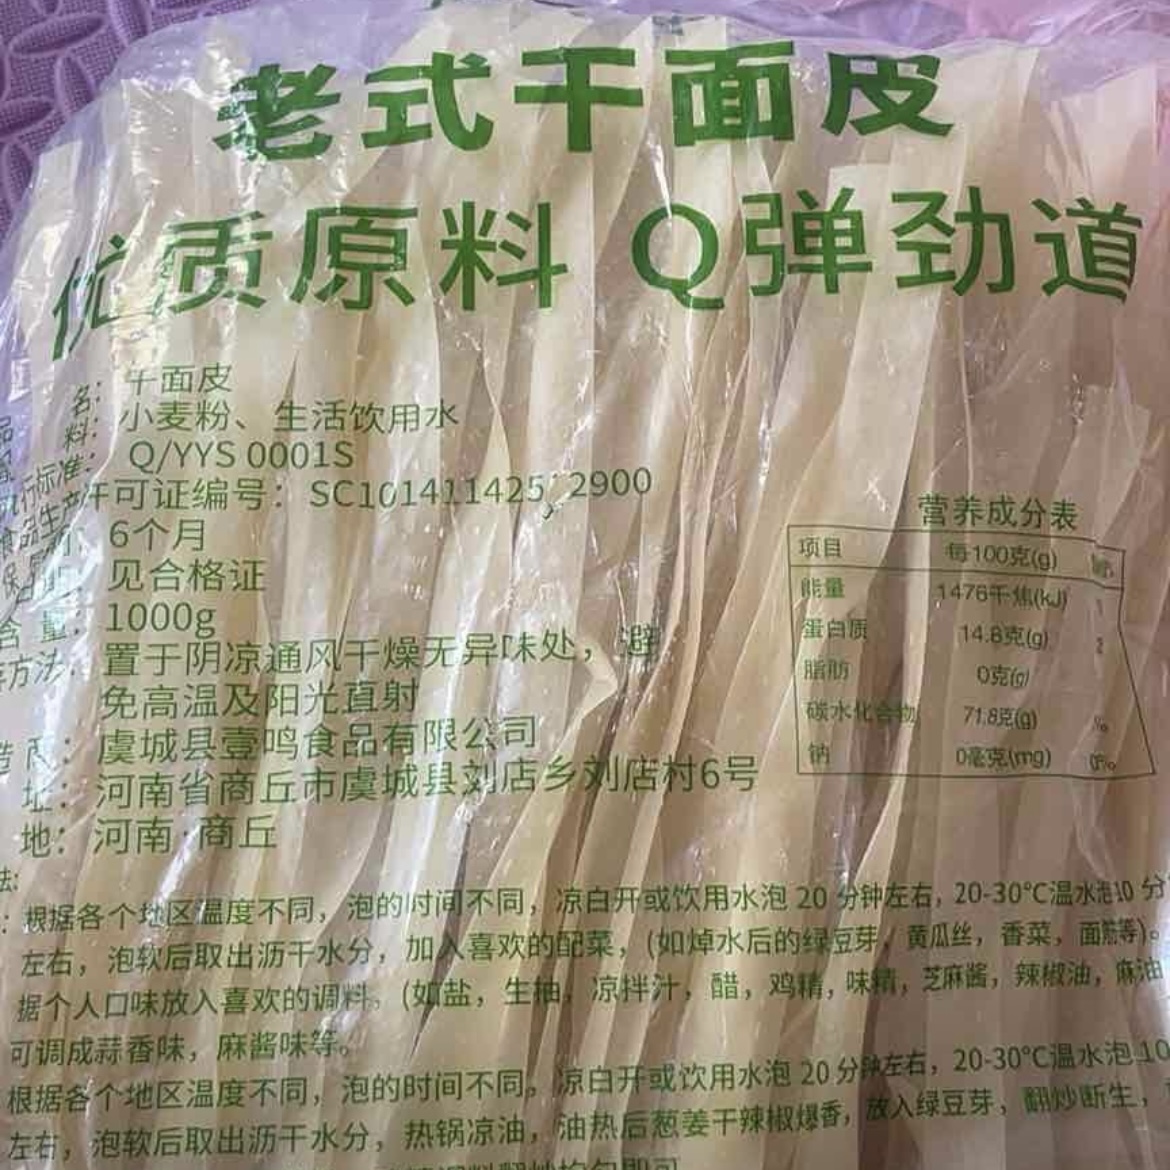 老式干面皮
优质原料 Q弹劲道
品 名：干面皮
料：小麦粉、生活饮用水
执行标准：Q/YYS 0001S
食品生产许可证编号：SC10141142512900
保质期：6个月
见合格证
含 量：1000g
方法：置于阴凉通风干燥无异味处，避
免高温及阳光直射
造 商：虞城县壹鸣食品有限公司
址：河南省商丘市虞城县刘店乡刘店村6号
地：河南·商丘
营养成分表
项目 每100克(g)
能量 1476千焦(kJ)
蛋白质 14.8克(g)
脂肪 0克(g)
碳水化合物 71.8克(g)
钠 0毫克(mg) 0%
法：
：根据各个地区温度不同，泡的时间不同，凉白开或饮用水泡 20 分钟左右，20-30°C温水泡10 分
左右，泡软后取出沥干水分，加入喜欢的配菜，(如焯水后的绿豆芽，黄瓜丝，香菜，面筋等)。
据个人口味放入喜欢的调料，(如盐，生抽，凉拌汁，醋，鸡精，味精，芝麻酱，辣椒油，麻油
可调成蒜香味，麻酱味等。
根据各个地区温度不同，泡的时间不同，凉白开或饮用水泡 20 分钟左右，20-30°C温水泡 10
左右，泡软后取出沥干水分，热锅凉油，油热后葱姜干辣椒爆香，放入绿豆芽，翻炒断生，